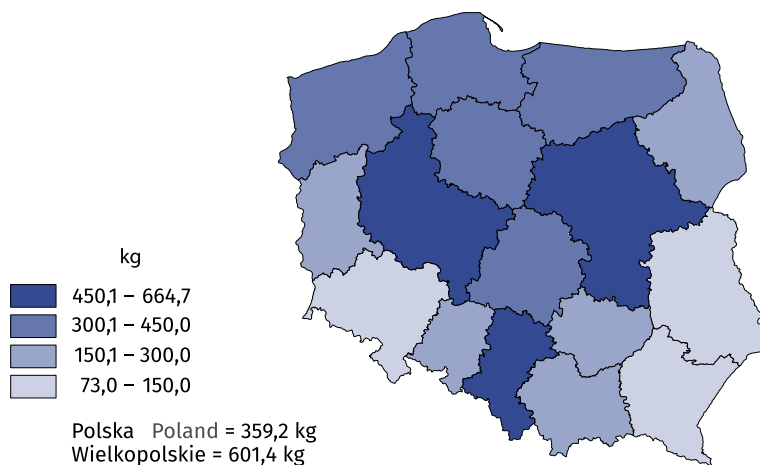 kg
450,1 – 664,7
300,1 – 450,0
150,1 – 300,0
73,0 – 150,0
Polska Poland = 359,2 kg
Wielkopolskie = 601,4 kg